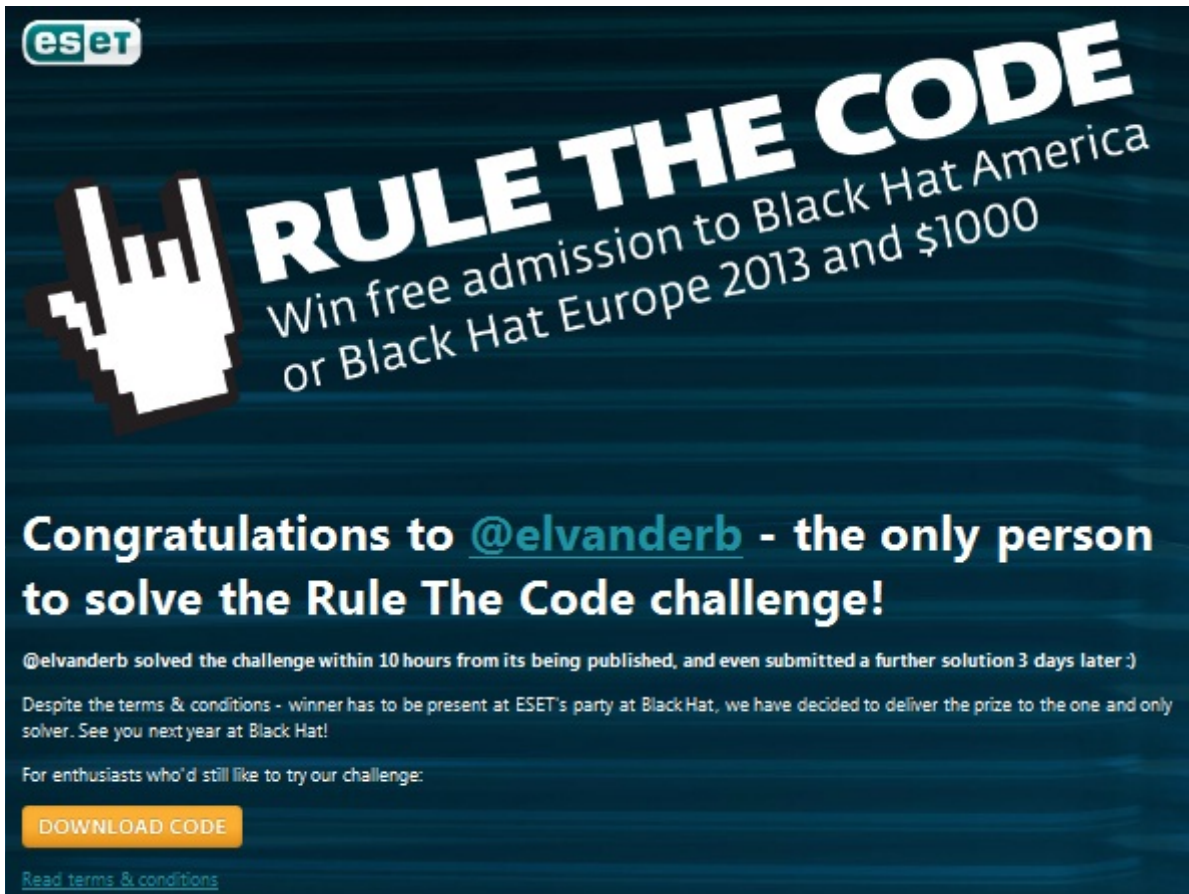 eset
RULE THE CODE
Win free admission to Black Hat America
or Black Hat Europe 2013 and $1000
Congratulations to @elvanderb - the only person
to solve the Rule The Code challenge!
@elvanderb solved the challenge within 10 hours from its being published, and even submitted a further solution 3 days later :)
Despite the terms & conditions - winner has to be present at ESET's party at Black Hat, we have decided to deliver the prize to the one and only
solver. See you next year at Black Hat!
For enthusiasts who'd still like to try our challenge:
DOWNLOAD CODE
Read terms & conditions